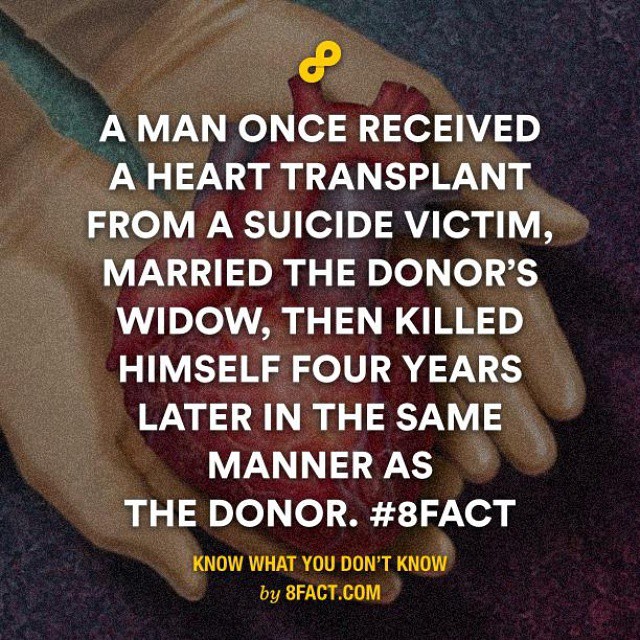 A MAN ONCE RECEIVED
A HEART TRANSPLANT
FROM A SUICIDE VICTIM,
MARRIED THE DONOR’S
WIDOW, THEN KILLED
HIMSELF FOUR YEARS
LATER IN THE SAME
MANNER AS
THE DONOR. #8FACT
KNOW WHAT YOU DON’T KNOW
by 8FACT.COM